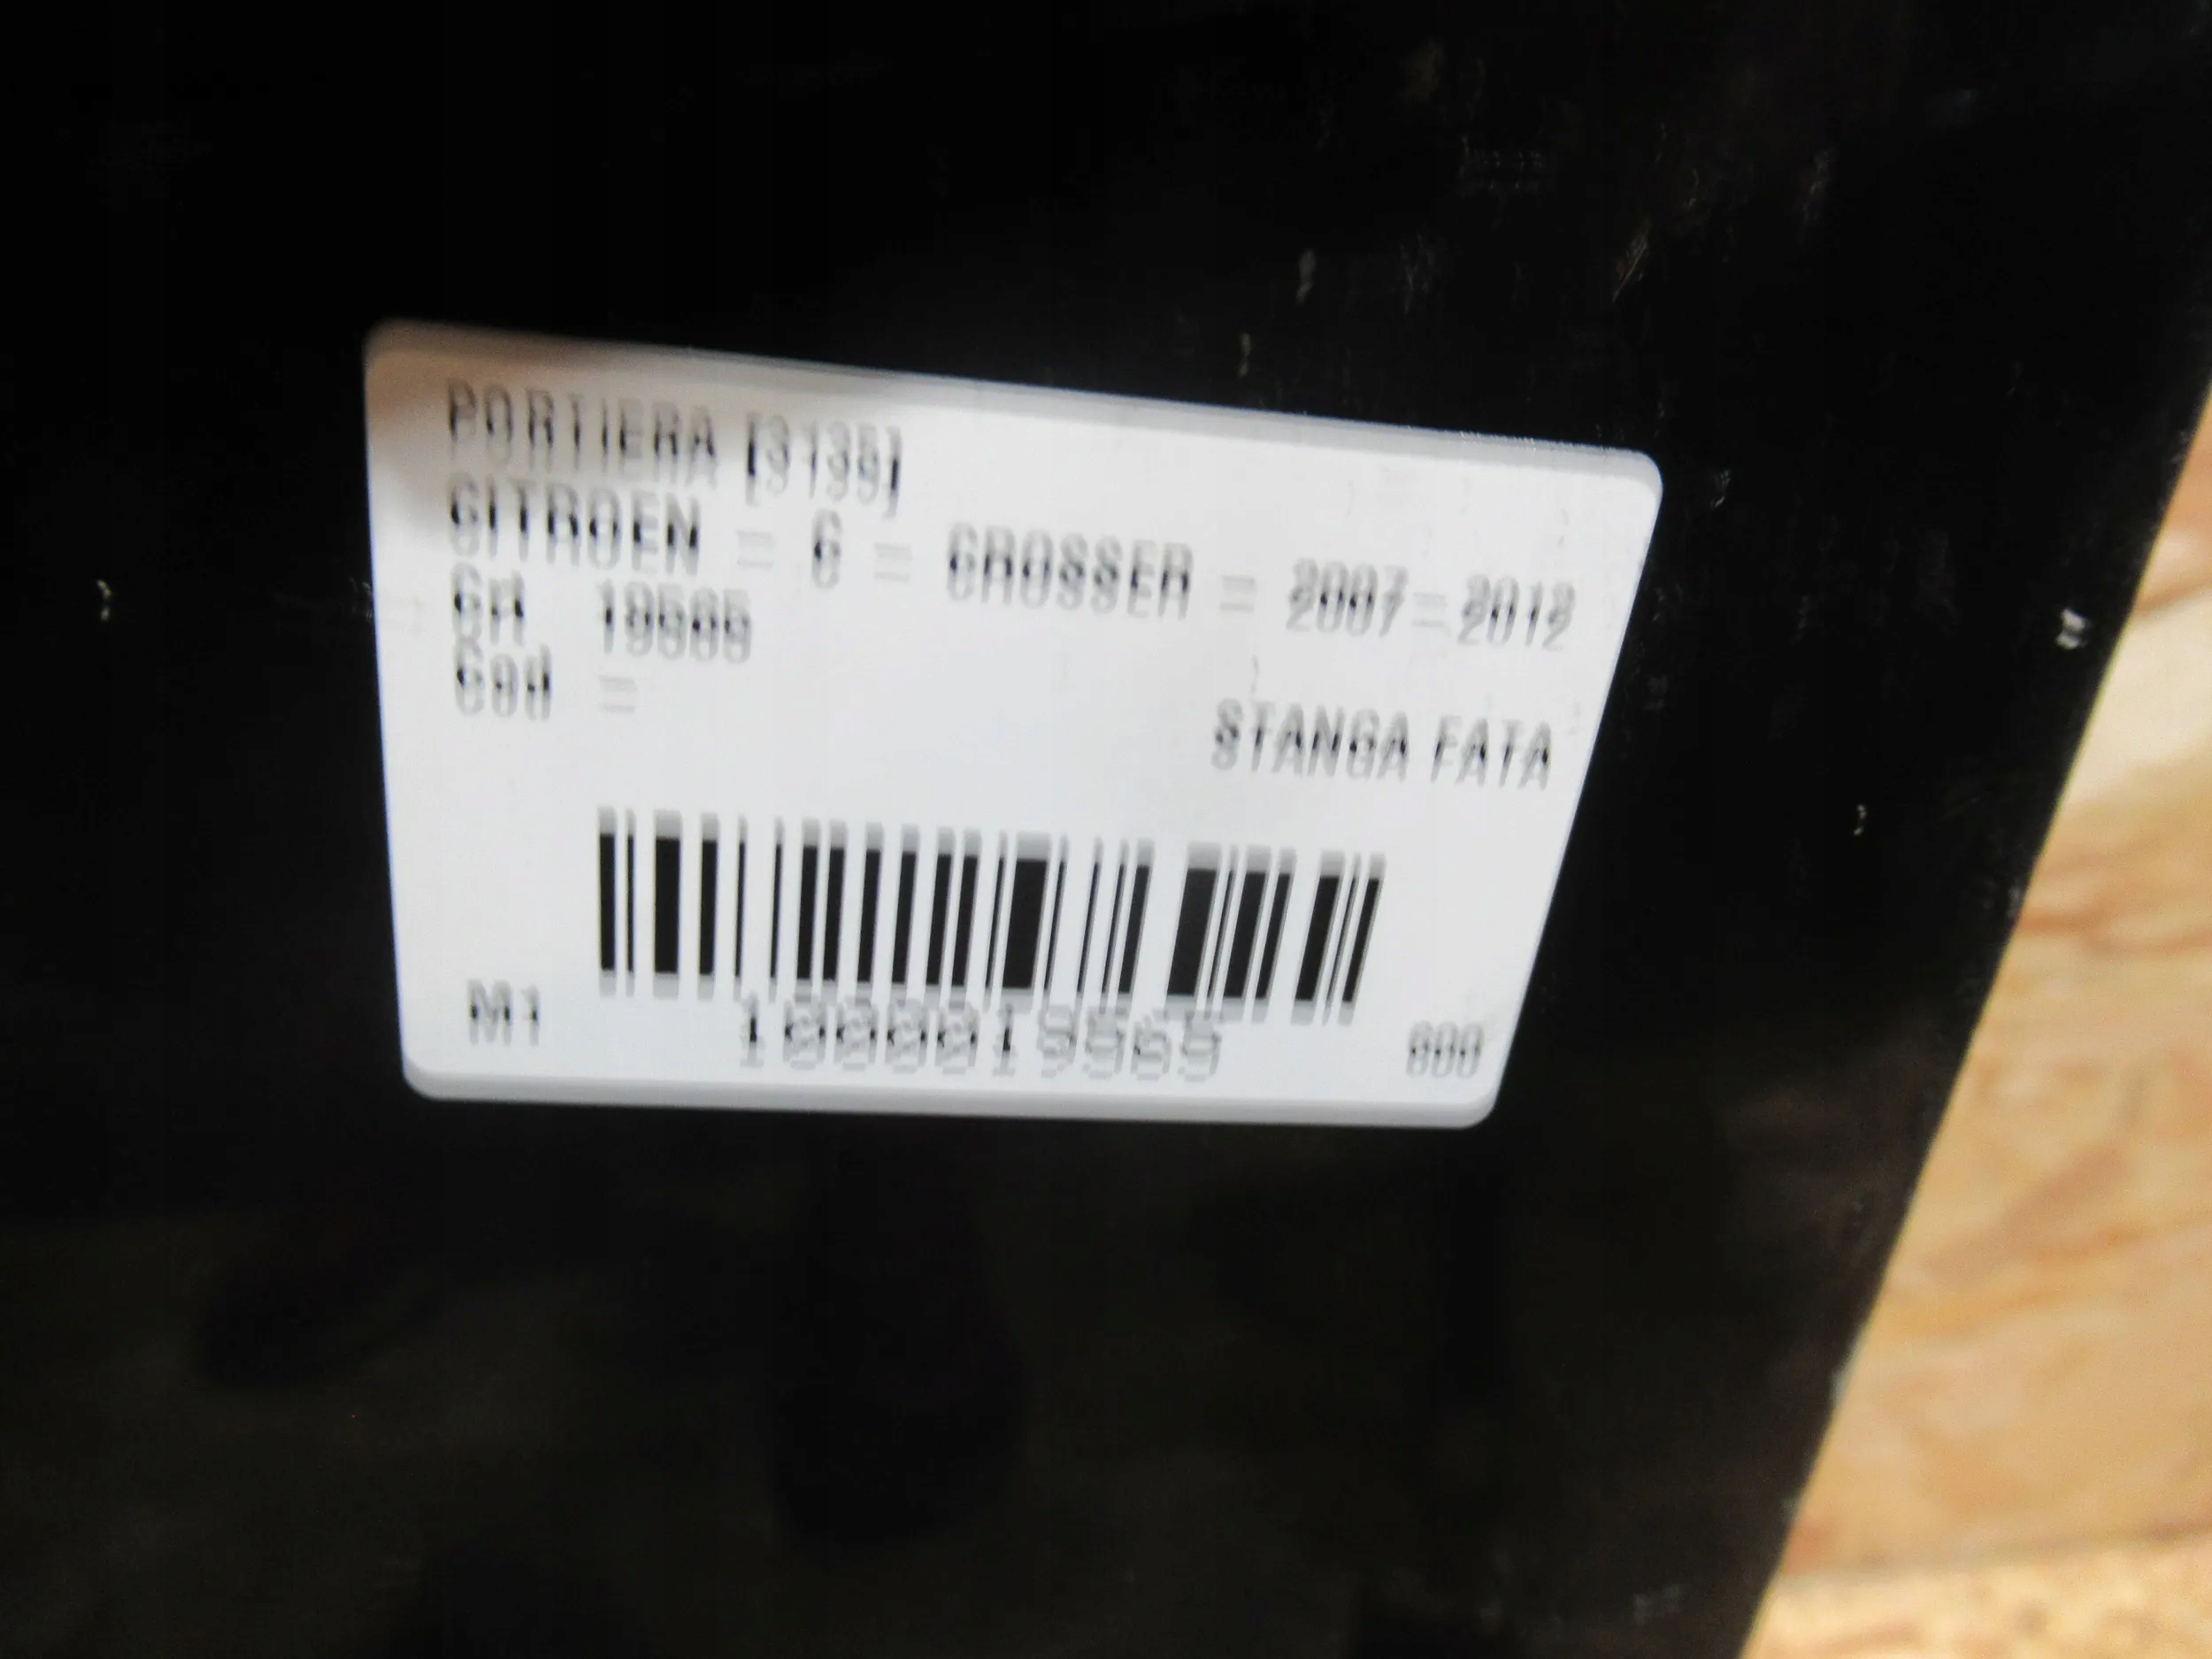 PORTIERA [3135]
CITROEN - C - CROSSER - 2007-2012
Crt 19565
Cod -
STANGA FATA
M1 1000019565 600